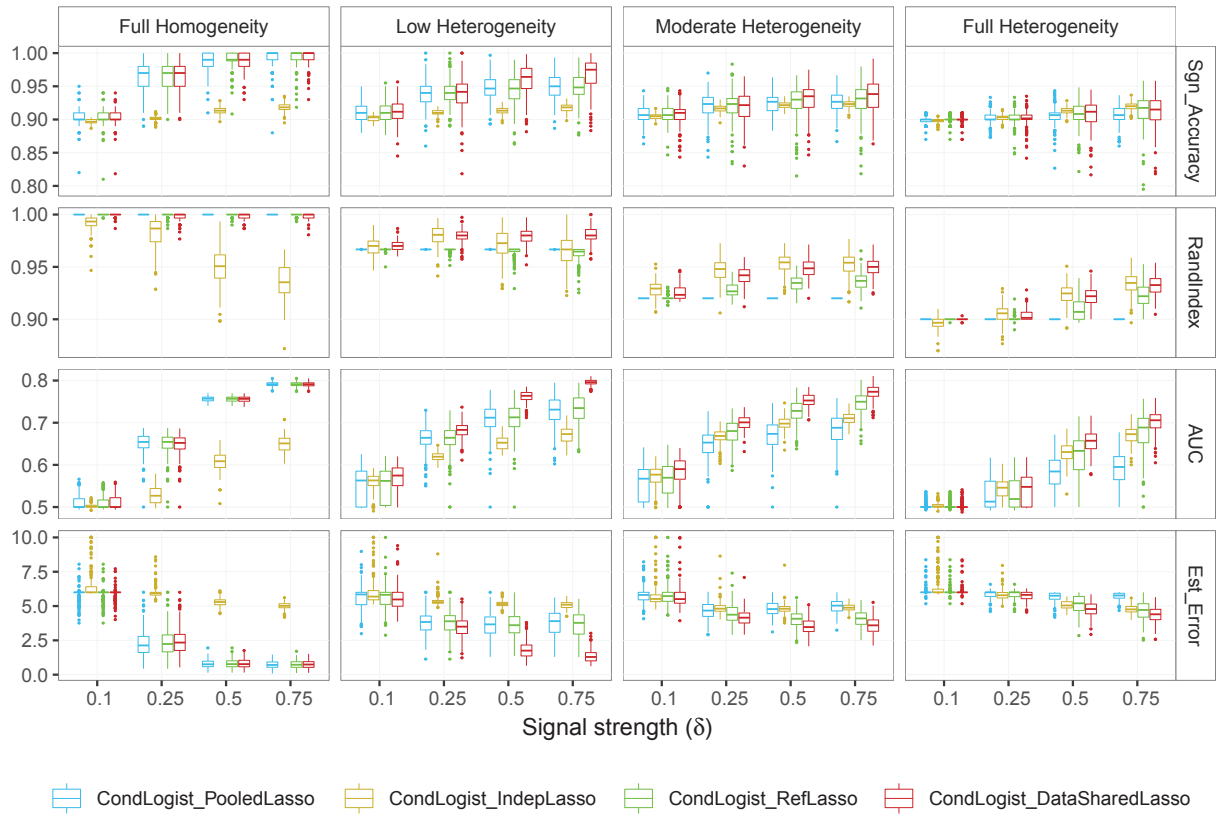 Full Homogeneity
Low Heterogeneity
Moderate Heterogeneity
Full Heterogeneity
1.00
0.95
0.90
0.85
0.80
Sgn_Accuracy
1.00
0.95
0.90
RandIndex
0.8
0.7
0.6
0.5
AUC
10.0
7.5
5.0
2.5
0.0
Est_Error
0.1 0.25 0.5 0.75
0.1 0.25 0.5 0.75
0.1 0.25 0.5 0.75
0.1 0.25 0.5 0.75
Signal strength (δ)
CondLogist_PooledLasso
CondLogist_IndepLasso
CondLogist_RefLasso
CondLogist_DataSharedLasso